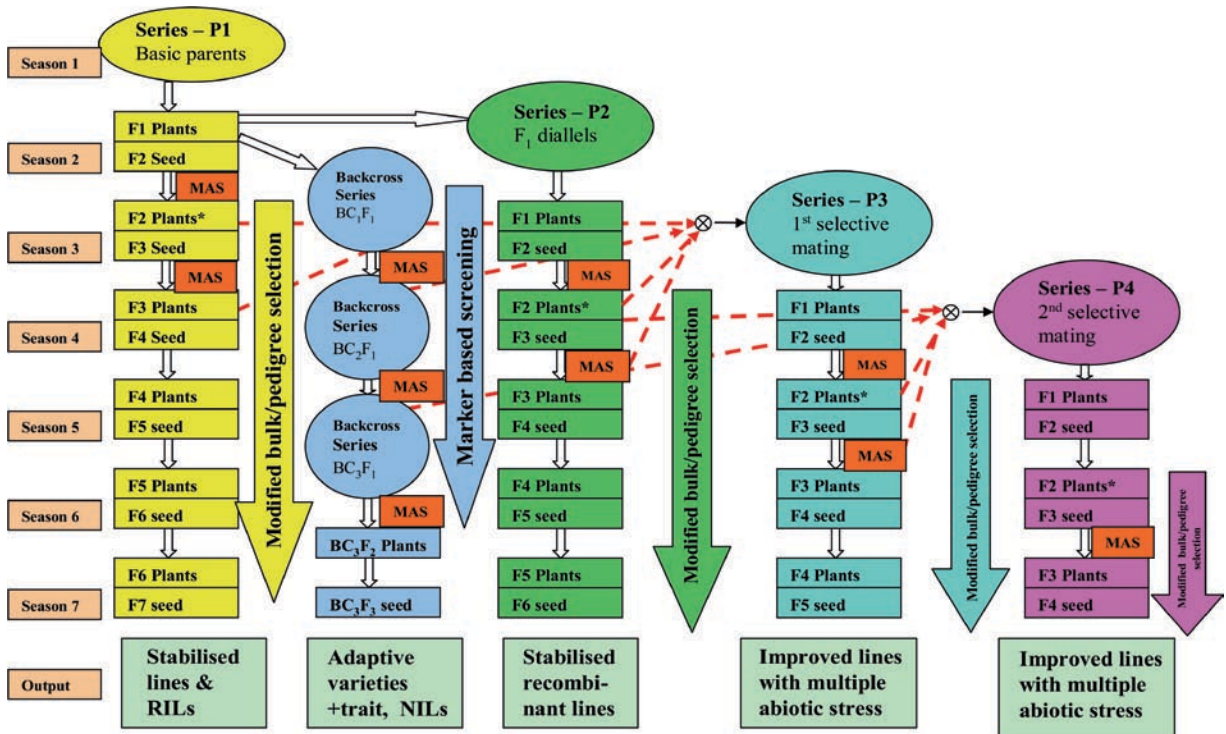 Season 1
Season 2
Season 3
Season 4
Season 5
Season 6
Season 7
Output
Series – P1
Basic parents
F1 Plants
F2 Seed
MAS
F2 Plants*
F3 Seed
MAS
F3 Plants
F4 Seed
F4 Plants
F5 seed
F5 Plants
F6 seed
F6 Plants
F7 seed
Modified bulk/pedigree selection
Stabilised
lines &
RILs
Backcross
Series
BC₁F₁
MAS
Backcross
Series
BC₂F₁
MAS
Backcross
Series
BC₃F₁
MAS
BC₃F₂ Plants
BC₃F₃ seed
Marker based screening
Adaptive
varieties
+trait, NILs
Series – P2
F₁ diallels
F1 Plants
F2 seed
MAS
F2 Plants*
F3 seed
MAS
F3 Plants
F4 seed
F4 Plants
F5 seed
F5 Plants
F6 seed
Modified bulk/pedigree selection
Stabilised
recombi-
nant lines
Series – P3
1st selective
mating
F1 Plants
F2 seed
MAS
F2 Plants*
F3 seed
MAS
F3 Plants
F4 seed
F4 Plants
F5 seed
Modified bulk/pedigree selection
Improved lines
with multiple
abiotic stress
Series – P4
2nd selective
mating
F1 Plants
F2 seed
F2 Plants*
F3 seed
MAS
F3 Plants
F4 seed
Modified bulk/pedigree
selection
Improved lines
with multiple
abiotic stress